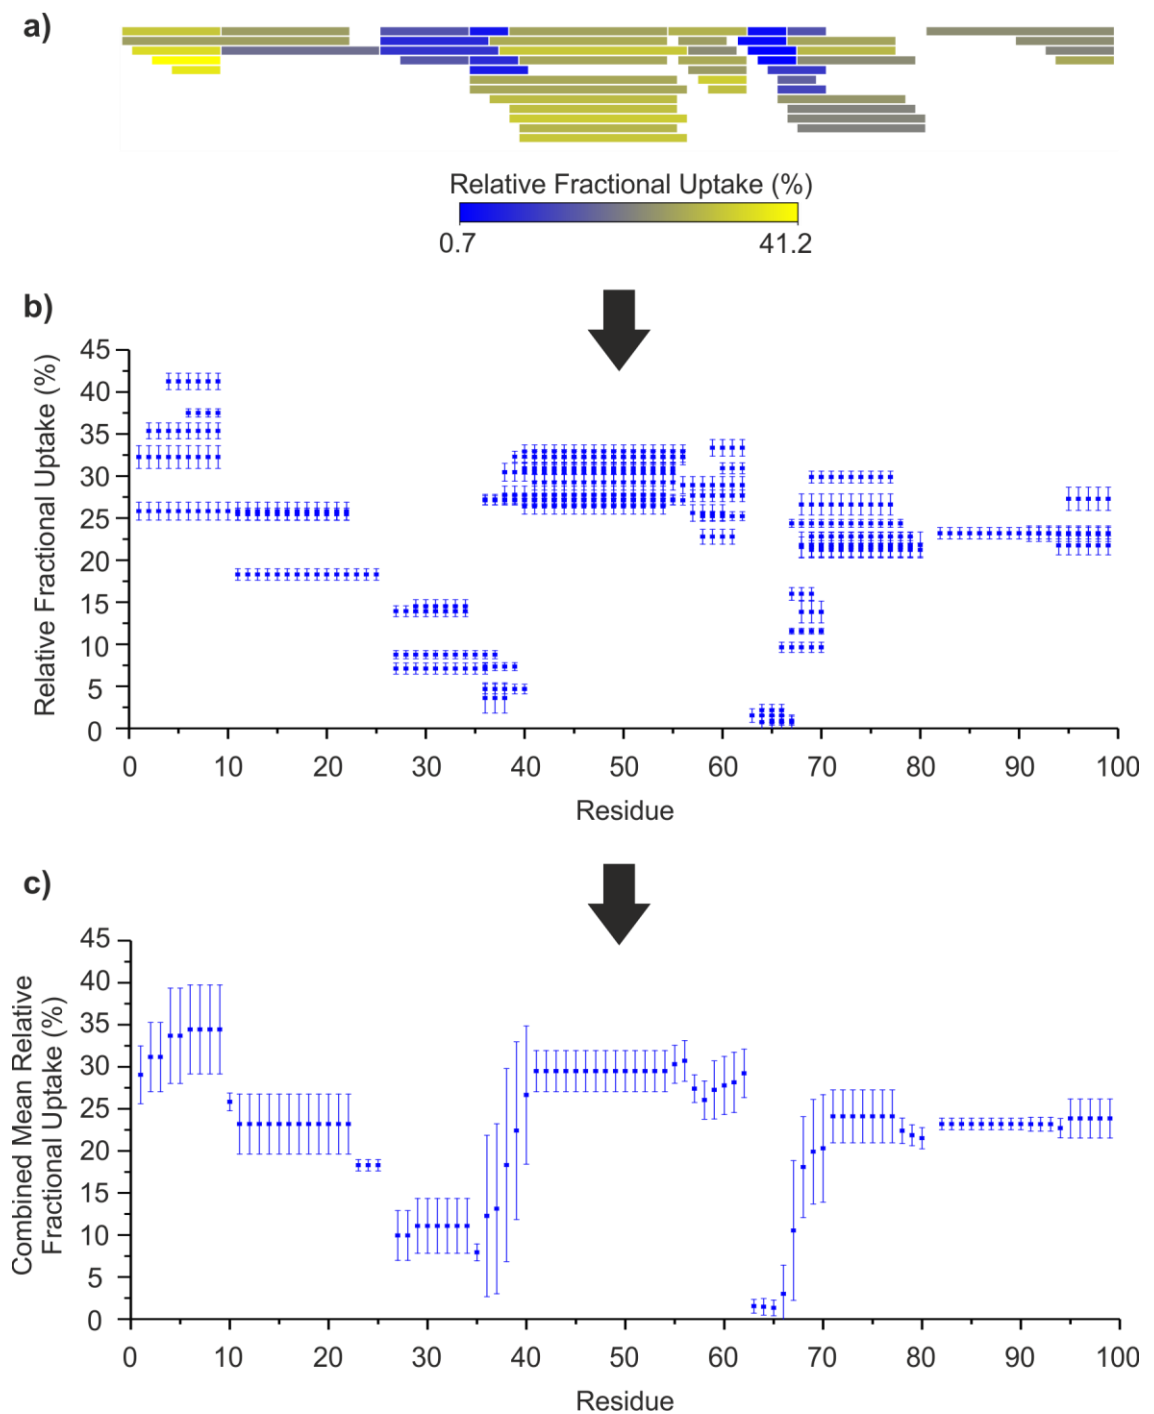 a)
Relative Fractional Uptake (%)
0.7 41.2
b)
Relative Fractional Uptake (%)
45
40
35
30
25
20
15
10
5
0
0 10 20 30 40 50 60 70 80 90 100
Residue
c)
Combined Mean Relative
Fractional Uptake (%)
45
40
35
30
25
20
15
10
5
0
0 10 20 30 40 50 60 70 80 90 100
Residue